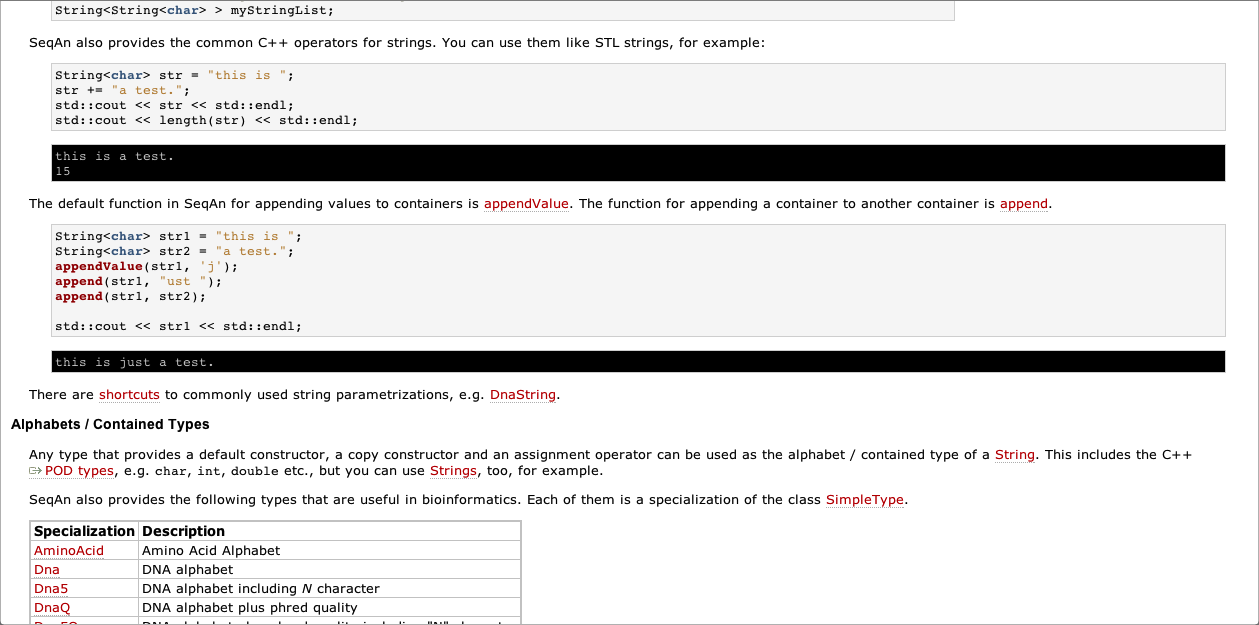 String<String<char> > myStringList;
SeqAn also provides the common C++ operators for strings. You can use them like STL strings, for example:
String<char> str = "this is ";
str += "a test.";
std::cout << str << std::endl;
std::cout << length(str) << std::endl;
this is a test.
15
The default function in SeqAn for appending values to containers is appendValue. The function for appending a container to another container is append.
String<char> str1 = "this is ";
String<char> str2 = "a test.";
appendValue(str1, 'j');
append(str1, "ust ");
append(str1, str2);
std::cout << str1 << std::endl;
this is just a test.
There are shortcuts to commonly used string parametrizations, e.g. DnaString.
Alphabets / Contained Types
Any type that provides a default constructor, a copy constructor and an assignment operator can be used as the alphabet / contained type of a String. This includes the C++
POD types, e.g. char, int, double etc., but you can use Strings, too, for example.
SeqAn also provides the following types that are useful in bioinformatics. Each of them is a specialization of the class SimpleType.
Specialization Description
AminoAcid Amino Acid Alphabet
Dna DNA alphabet
Dna5 DNA alphabet including N character
DnaQ DNA alphabet plus phred quality